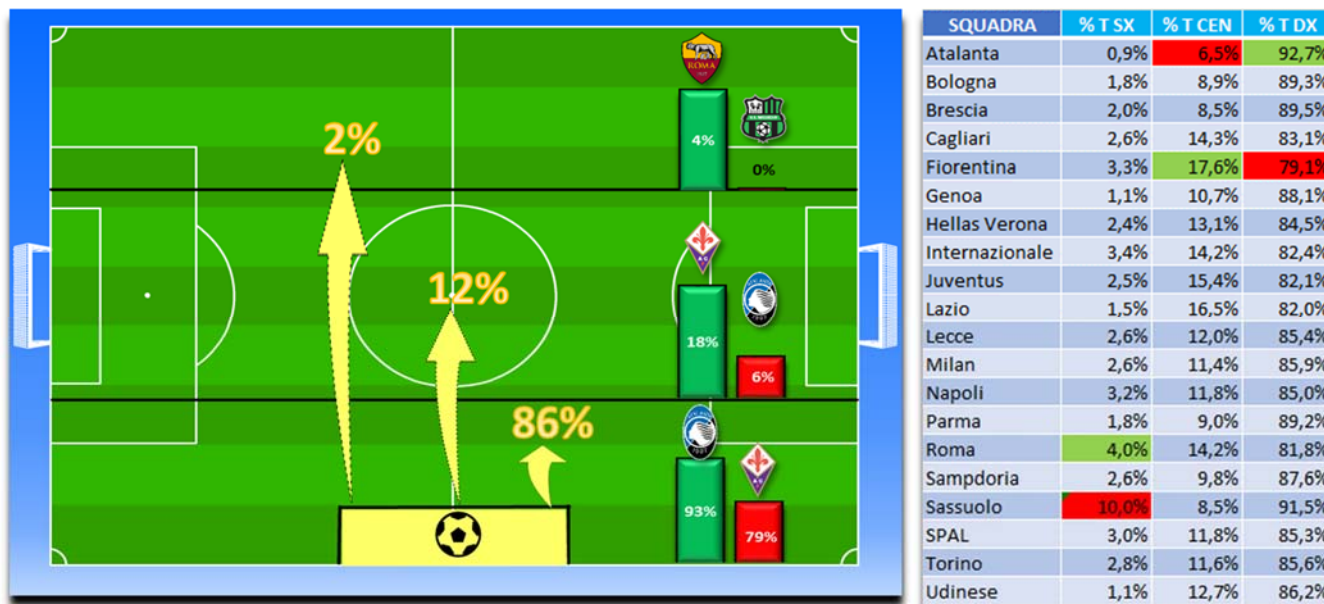 ROMA
2%
4%
0%
12%
18%
6%
86%
93%
79%
SQUADRA % T SX % T CEN % T DX
Atalanta 0,9% 6,5% 92,7%
Bologna 1,8% 8,9% 89,3%
Brescia 2,0% 8,5% 89,5%
Cagliari 2,6% 14,3% 83,1%
Fiorentina 3,3% 17,6% 79,1%
Genoa 1,1% 10,7% 88,1%
Hellas Verona 2,4% 13,1% 84,5%
Internazionale 3,4% 14,2% 82,4%
Juventus 2,5% 15,4% 82,1%
Lazio 1,5% 16,5% 82,0%
Lecce 2,6% 12,0% 85,4%
Milan 2,6% 11,4% 85,9%
Napoli 3,2% 11,8% 85,0%
Parma 1,8% 9,0% 89,2%
Roma 4,0% 14,2% 81,8%
Sampdoria 2,6% 9,8% 87,6%
Sassuolo 10,0% 8,5% 91,5%
SPAL 3,0% 11,8% 85,3%
Torino 2,8% 11,6% 85,6%
Udinese 1,1% 12,7% 86,2%